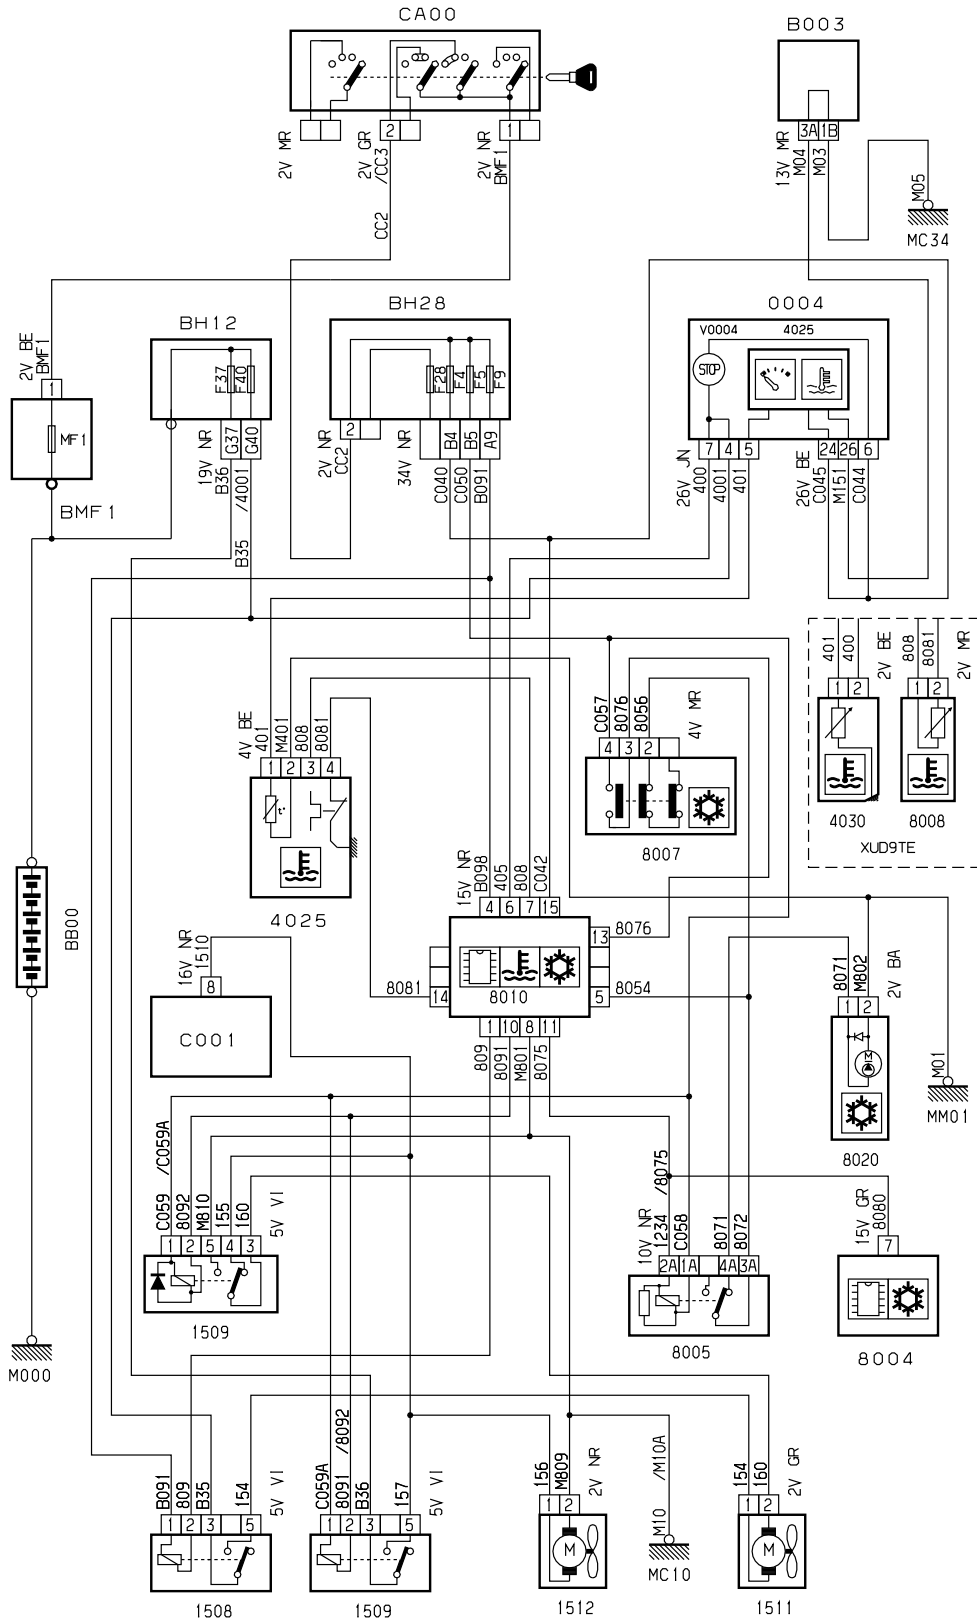 CA00
B003
2
1
3A 1B
2V MR
2V GR
/CC3
2V NR
BMF1
13V MR
M04
M03
M05
MC34
CC2
BH12
BH28
0004
V0004
4025
STOP
2V BE
BMF1
1
MF1
BMF1
F37
F40
G37 G40
19V NR
B36
/4001
B35
F28
F4
F5
F9
2
B4 B5 A9
2V NR
CC2
34V NR
C040
C050
B091
7 4 5
24 26 6
26V JN
400
4001
401
26V BE
C045
M151
C044
401
400
2V BE
808
8081
2V MR
1 2
1 2
4030
8008
XUD9TE
4V BE
401
M401
808
8081
1 2 3 4
t°
4025
C057
8076
8056
4V MR
4 3 2
8007
15V NR
B098
405
808
C042
4 6 7 15
13
8076
8081
14
8010
5
8054
1 10 8 11
809
8091
M801
8075
BB00
16V NR
1510
8
C001
8071
M802
2V BA
1 2
M
8020
M01
MM01
C059
/C059A
8092
M810
155
160
5V VI
1 2 5 4 3
1509
/8075
10V NR
1234
C058
8071
8072
2A 1A 4A 3A
8005
15V GR
8080
7
8004
M000
B091
809
B35
154
5V VI
1 2 3 5
1508
C059A
8091
/8092
B36
157
5V VI
1 2 3 5
1509
156
M809
2V NR
1 2
M
1512
/M10A
M10
MC10
154
160
2V GR
1 2
M
1511